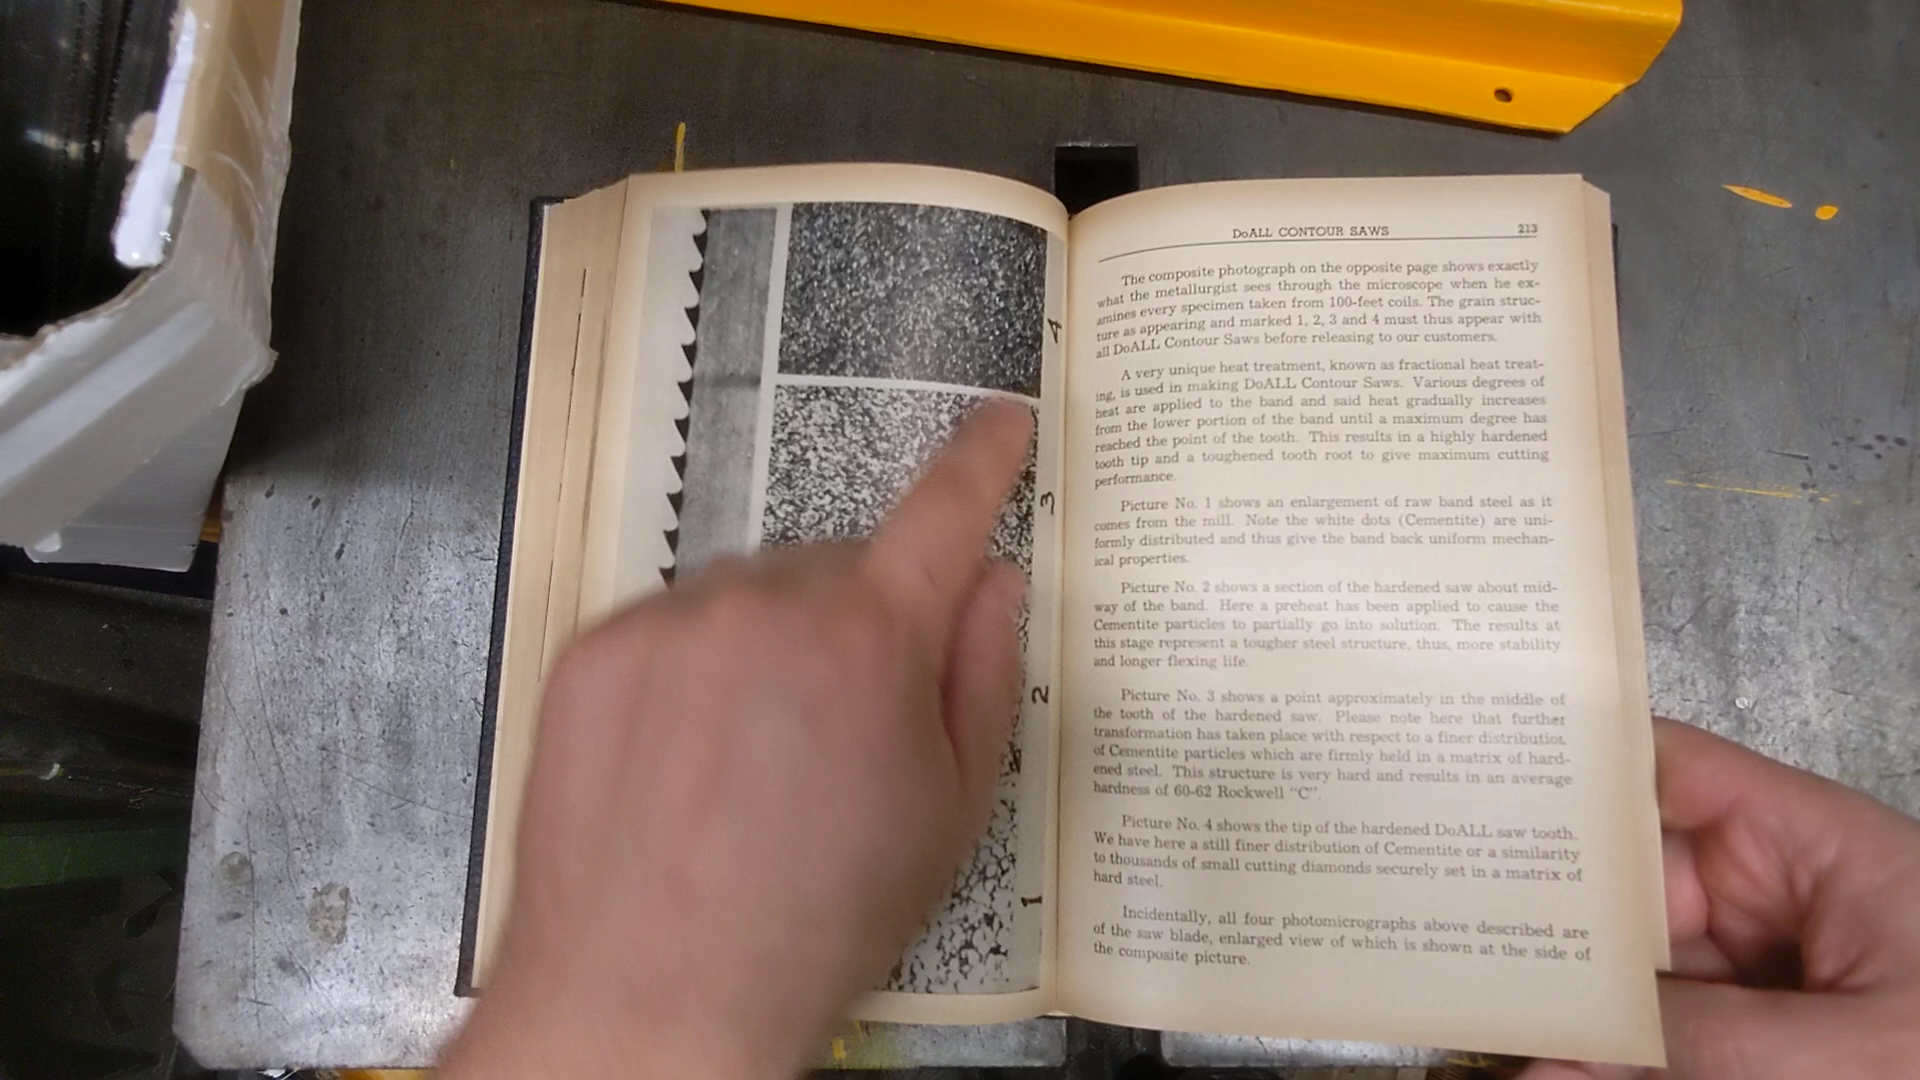 4
3
2
1
DoALL CONTOUR SAWS 213
The composite photograph on the opposite page shows exactly
what the metallurgist sees through the microscope when he ex-
amines every specimen taken from 100-feet coils. The grain struc-
ture as appearing and marked 1, 2, 3 and 4 must thus appear with
all DoALL Contour Saws before releasing to our customers.
A very unique heat treatment, known as fractional heat treat-
ing, is used in making DoALL Contour Saws. Various degrees of
heat are applied to the band and said heat gradually increases
from the lower portion of the band until a maximum degree has
reached the point of the tooth. This results in a highly hardened
tooth tip and a toughened tooth root to give maximum cutting
performance.
Picture No. 1 shows an enlargement of raw band steel as it
comes from the mill. Note the white dots (Cementite) are uni-
formly distributed and thus give the band back uniform mechan-
ical properties.
Picture No. 2 shows a section of the hardened saw about mid-
way of the band. Here a preheat has been applied to cause the
Cementite particles to partially go into solution. The results at
this stage represent a tougher steel structure, thus, more stability
and longer flexing life.
Picture No. 3 shows a point approximately in the middle of
the tooth of the hardened saw. Please note here that further
transformation has taken place with respect to a finer distribution
of Cementite particles which are firmly held in a matrix of hard-
ened steel. This structure is very hard and results in an average
hardness of 60-62 Rockwell "C".
Picture No. 4 shows the tip of the hardened DoALL saw tooth.
We have here a still finer distribution of Cementite or a similarity
to thousands of small cutting diamonds securely set in a matrix of
hard steel.
Incidentally, all four photomicrographs above described are
of the saw blade, enlarged view of which is shown at the side of
the composite picture.